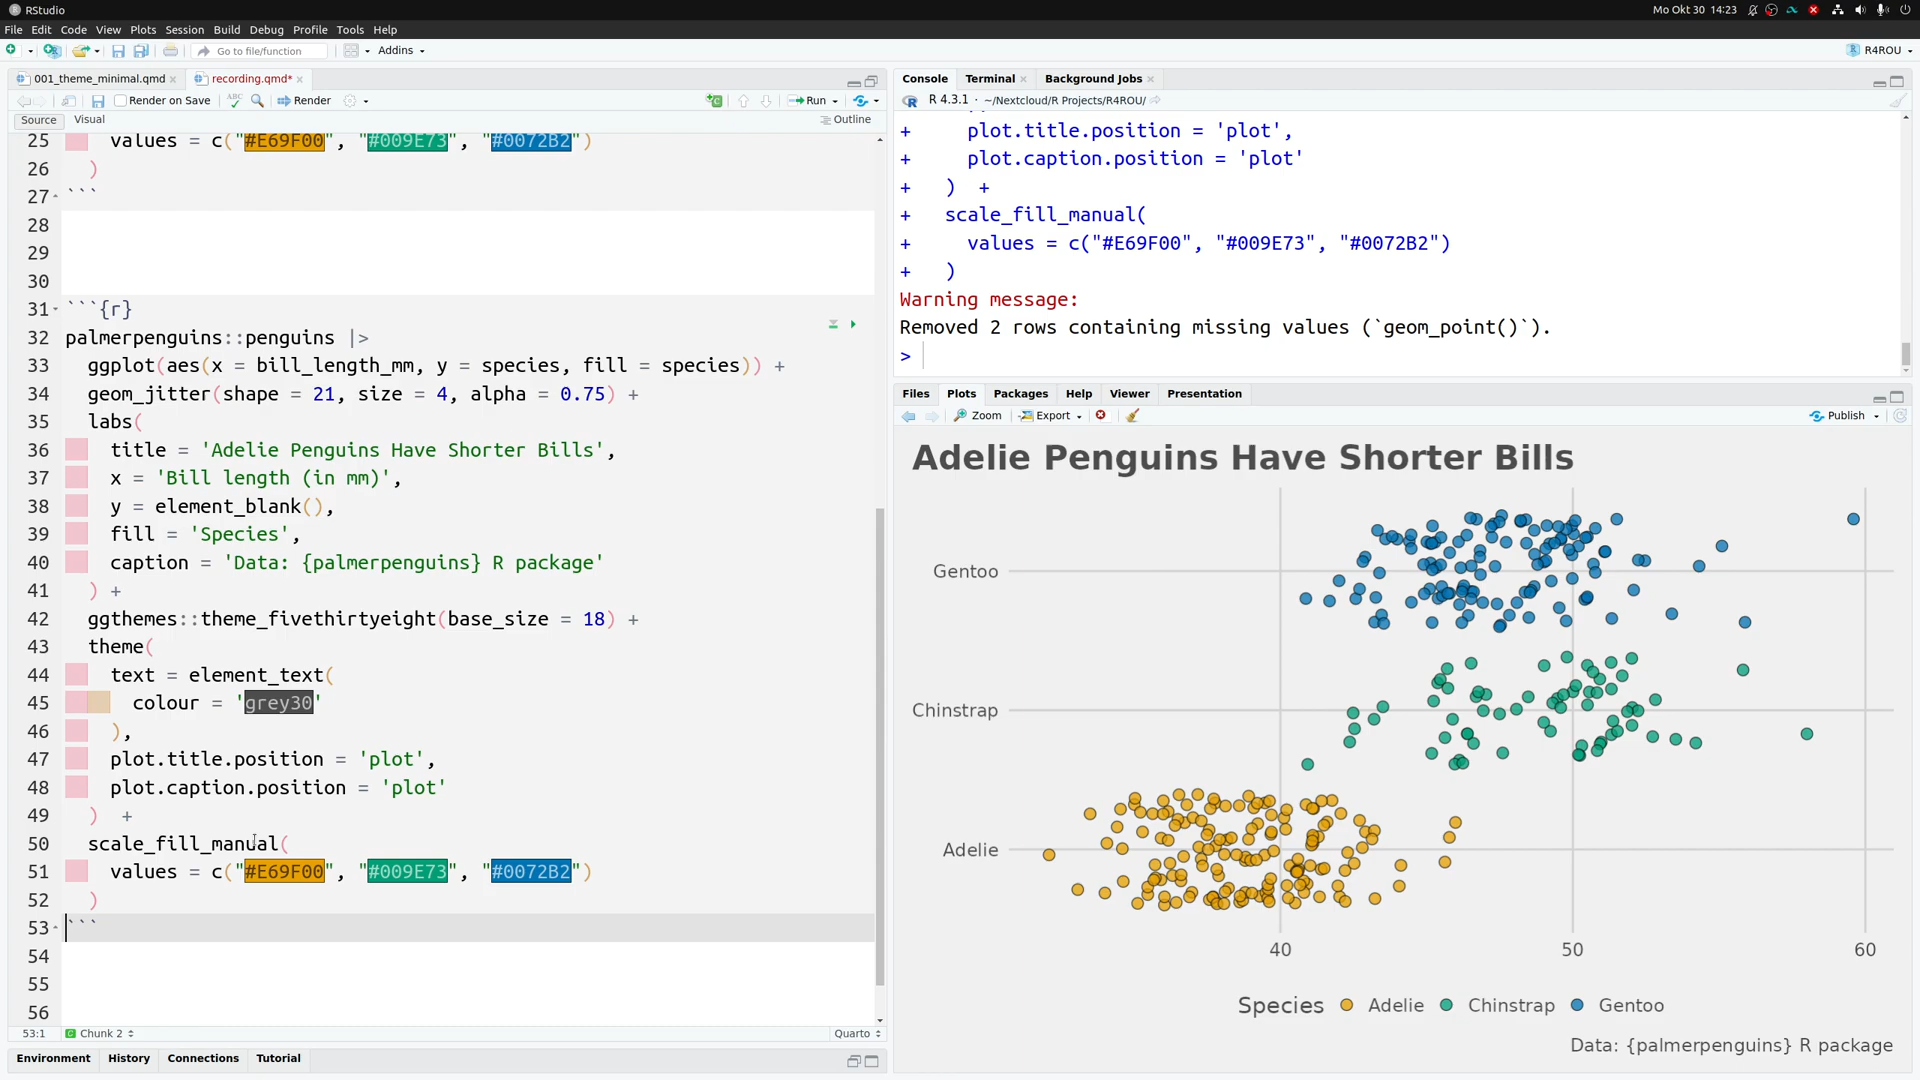 RStudio
Mo Okt 30 14:23
File Edit Code View Plots Session Build Debug Profile Tools Help
Go to file/function
Addins
R4ROU
001_theme_minimal.qmd
recording.qmd*
Render on Save
ABC
Render
Run
Source
Visual
Outline
25 values = c("#E69F00", "#009E73", "#0072B2")
26 )
27 ```
28
29
30
31 ```{r}
32 palmerpenguins::penguins |>
33 ggplot(aes(x = bill_length_mm, y = species, fill = species)) +
34 geom_jitter(shape = 21, size = 4, alpha = 0.75) +
35 labs(
36 title = 'Adelie Penguins Have Shorter Bills',
37 x = 'Bill length (in mm)',
38 y = element_blank(),
39 fill = 'Species',
40 caption = 'Data: {palmerpenguins} R package'
41 ) +
42 ggthemes::theme_fivethirtyeight(base_size = 18) +
43 theme(
44 text = element_text(
45 colour = 'grey30'
46 ),
47 plot.title.position = 'plot',
48 plot.caption.position = 'plot'
49 ) +
50 scale_fill_manual(
51 values = c("#E69F00", "#009E73", "#0072B2")
52 )
53 ```
54
55
56
53:1
Chunk 2
Quarto
Environment History Connections Tutorial
Console Terminal Background Jobs
R 4.3.1 · ~/Nextcloud/R Projects/R4ROU/
+ plot.title.position = 'plot',
+ plot.caption.position = 'plot'
+ ) +
+ scale_fill_manual(
+ values = c("#E69F00", "#009E73", "#0072B2")
+ )
Warning message:
Removed 2 rows containing missing values (`geom_point()`).
>
Files Plots Packages Help Viewer Presentation
Zoom Export Publish
Adelie Penguins Have Shorter Bills
Gentoo
Chinstrap
Adelie
40 50 60
Species Adelie Chinstrap Gentoo
Data: {palmerpenguins} R package